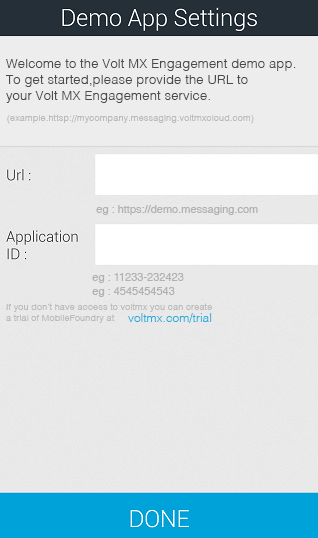 Demo App Settings
Welcome to the Volt MX Engagement demo app.
To get started,please provide the URL to
your Volt MX Engagement service.
(example.httsp://mycompany.messaging.voltmxcloud.com)
Url :
eg : https://demo.messaging.com
Application
ID :
eg : 11233-232423
eg : 4545454543
If you don't have access to voltmx you can create
a trial of MobileFoundry at voltmx.com/trial
DONE